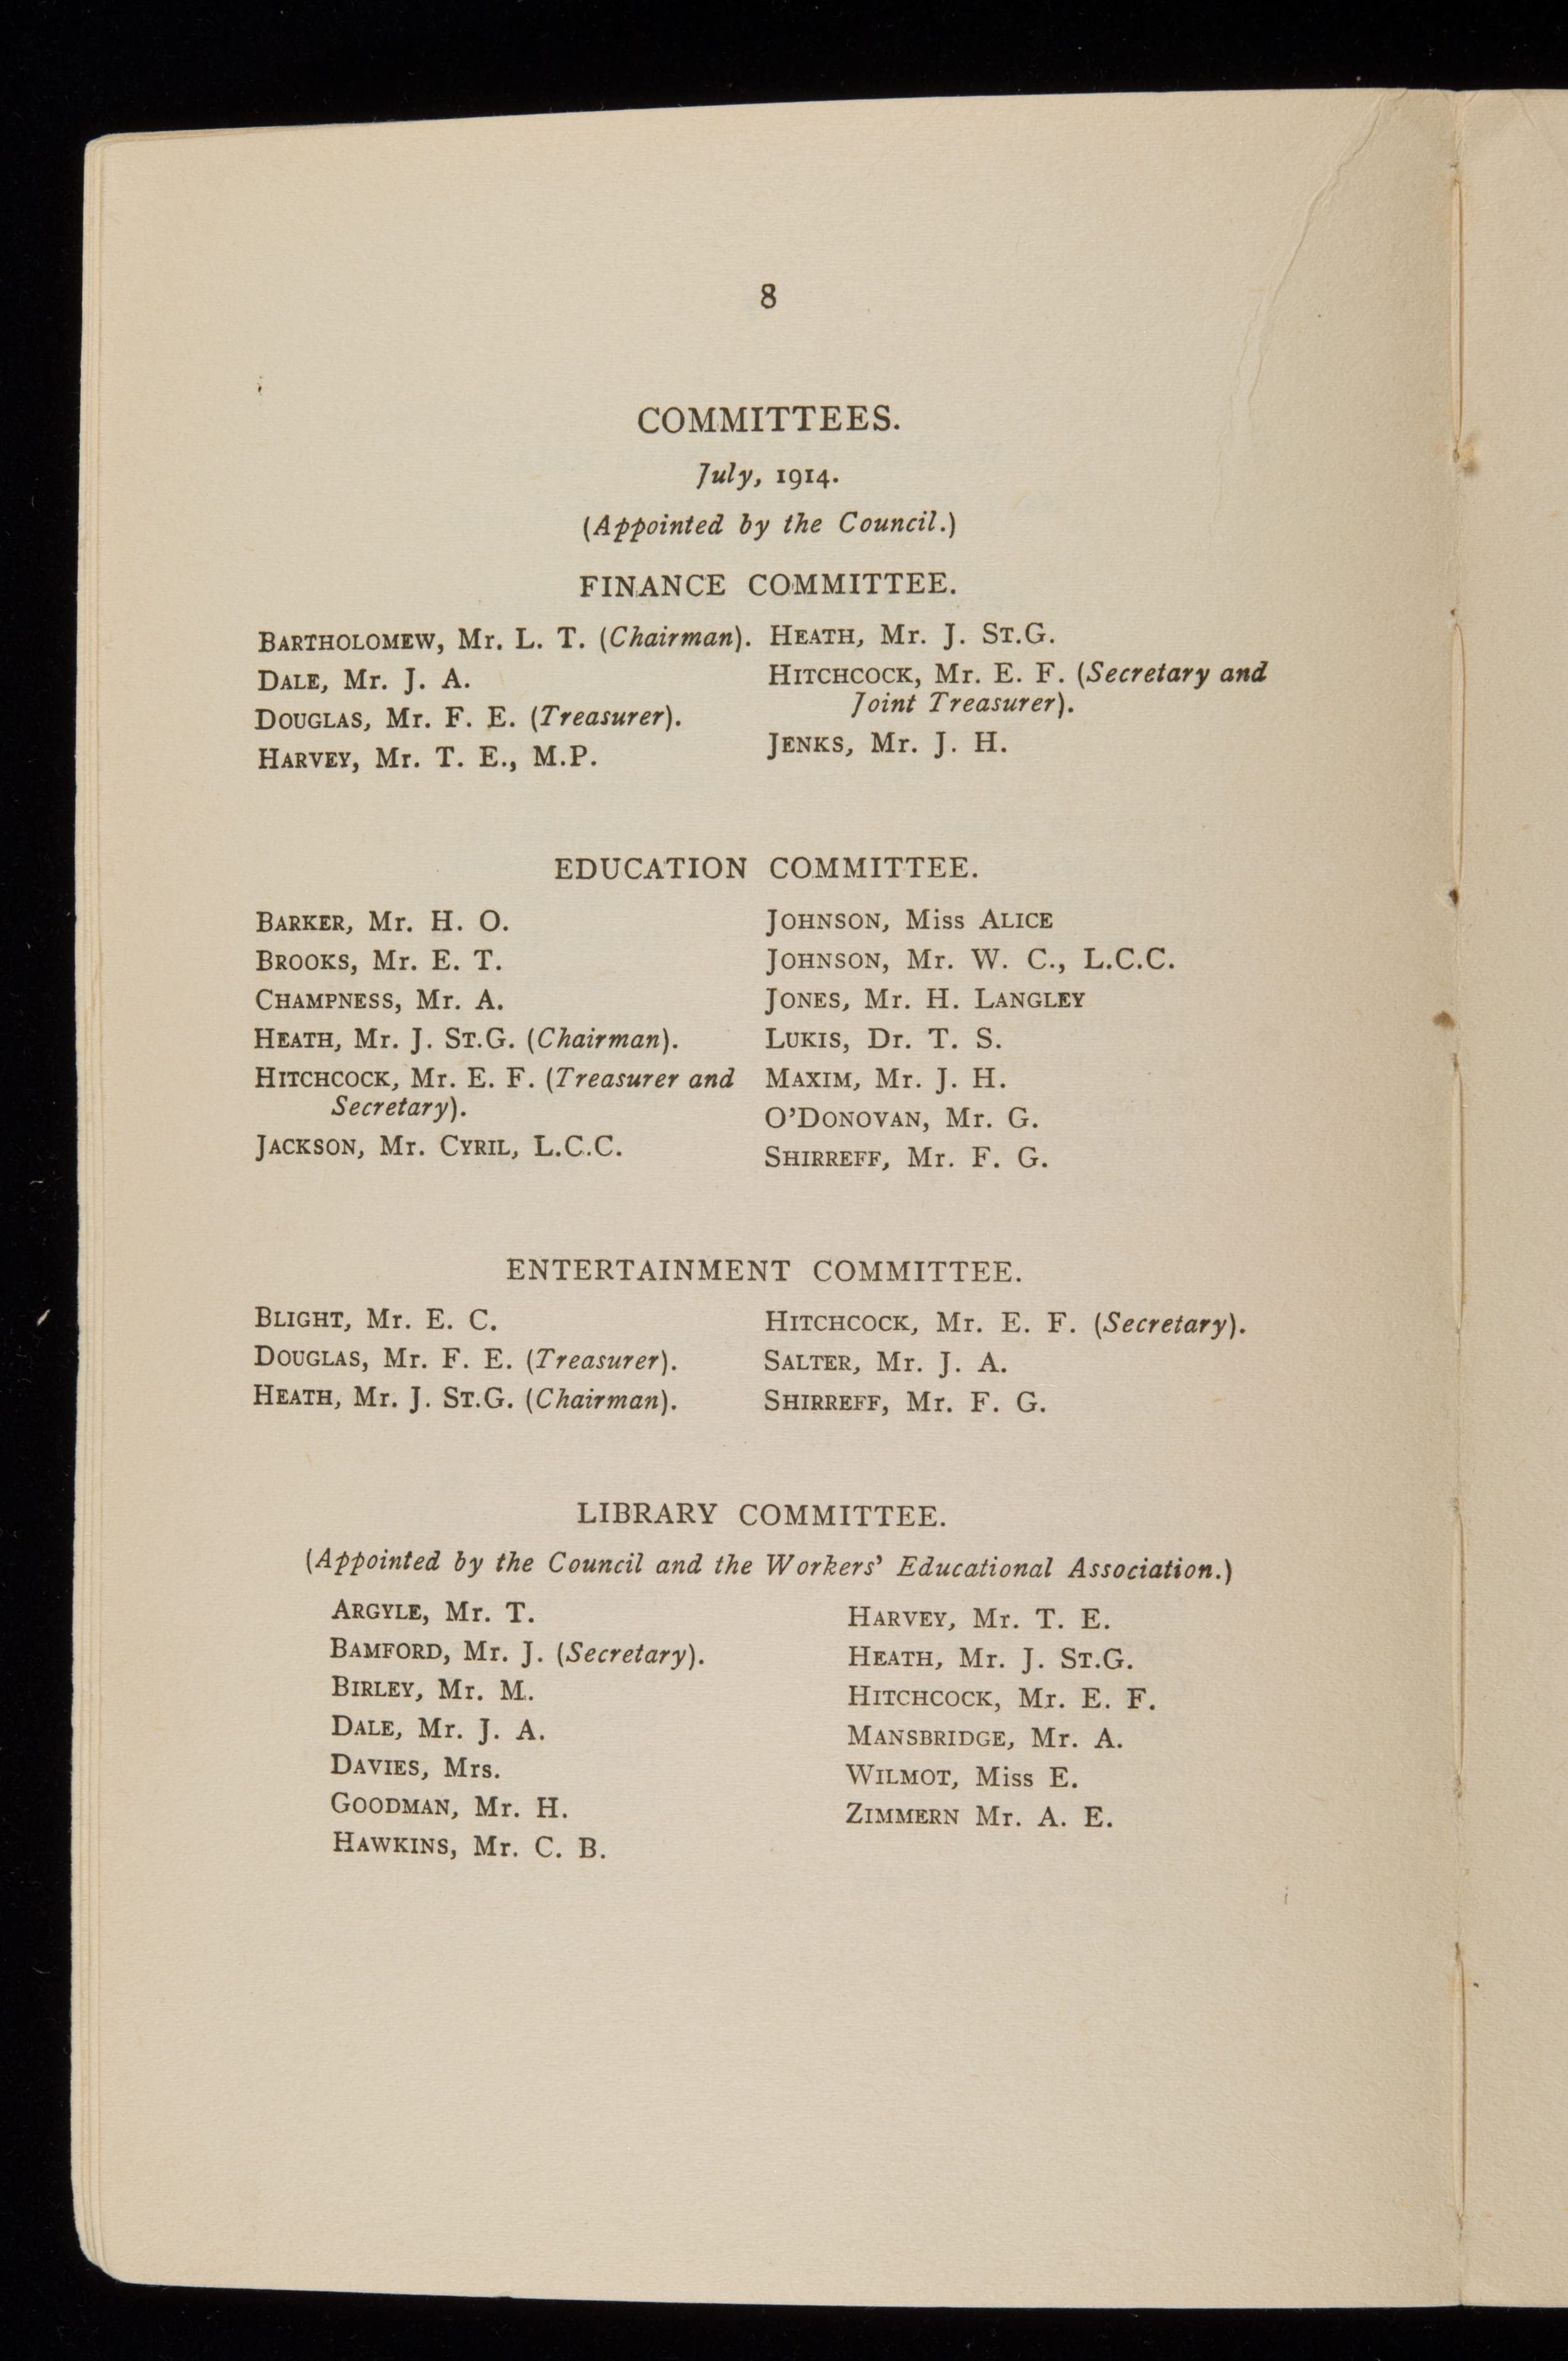 8
COMMITTEES.
July, 1914.
(Appointed by the Council.)
FINANCE COMMITTEE.
BARTHOLOMEW, Mr. L. T. (Chairman).
DALE, Mr. J. A.
DOUGLAS, Mr. F. E. (Treasurer).
HARVEY, Mr. T. E., M.P.
HEATH, Mr. J. ST.G.
HITCHCOCK, Mr. E. F. (Secretary and
Joint Treasurer).
JENKS, Mr. J. H.
EDUCATION COMMITTEE.
BARKER, Mr. H. O.
BROOKS, Mr. E. T.
CHAMPNESS, Mr. A.
HEATH, Mr. J. ST.G. (Chairman).
HITCHCOCK, Mr. E. F. (Treasurer and
Secretary).
JACKSON, Mr. CYRIL, L.C.C.
JOHNSON, Miss ALICE
JOHNSON, Mr. W. C., L.C.C.
JONES, Mr. H. LANGLEY
LUKIS, Dr. T. S.
MAXIM, Mr. J. H.
O'DONOVAN, Mr. G.
SHIRREFF, Mr. F. G.
ENTERTAINMENT COMMITTEE.
BLIGHT, Mr. E. C.
DOUGLAS, Mr. F. E. (Treasurer).
HEATH, Mr. J. ST.G. (Chairman).
HITCHCOCK, Mr. E. F. (Secretary).
SALTER, Mr. J. A.
SHIRREFF, Mr. F. G.
LIBRARY COMMITTEE.
(Appointed by the Council and the Workers' Educational Association.)
ARGYLE, Mr. T.
BAMFORD, Mr. J. (Secretary).
BIRLEY, Mr. M.
DALE, Mr. J. A.
DAVIES, Mrs.
GOODMAN, Mr. H.
HAWKINS, Mr. C. B.
HARVEY, Mr. T. E.
HEATH, Mr. J. ST.G.
HITCHCOCK, Mr. E. F.
MANSBRIDGE, Mr. A.
WILMOT, Miss E.
ZIMMERN Mr. A. E.